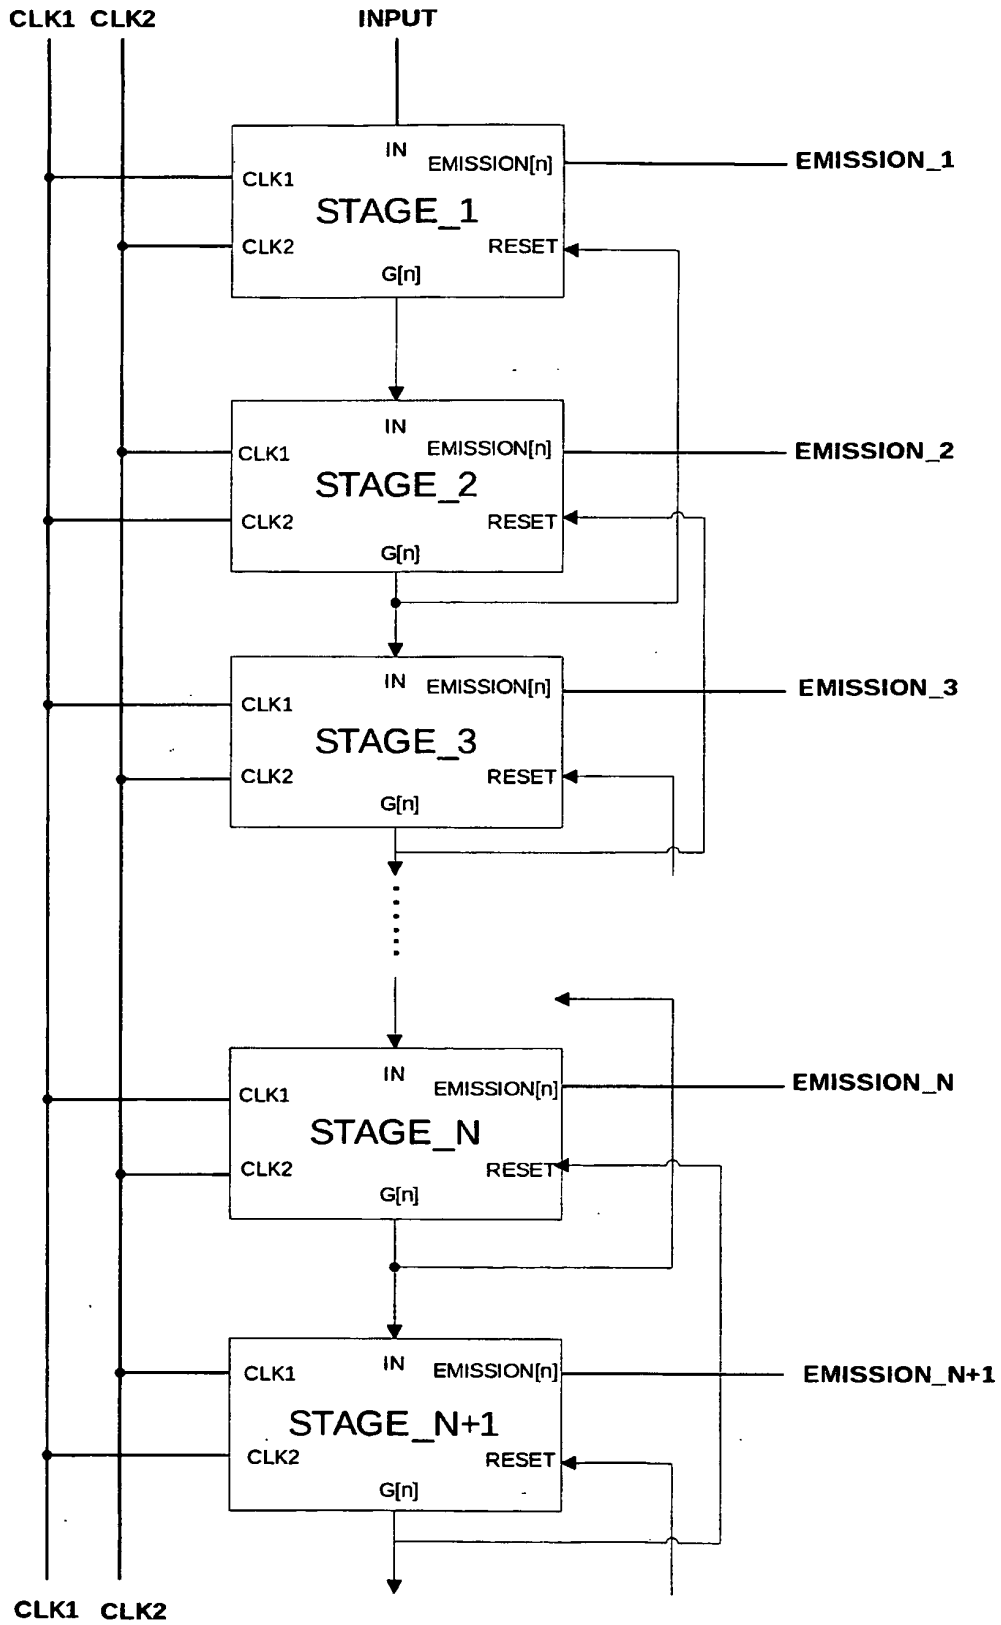 CLK1 CLK2 INPUT
IN
EMISSION[n] EMISSION_1
CLK1
STAGE_1
CLK2 RESET
G[n]
IN
EMISSION[n] EMISSION_2
CLK1
STAGE_2
CLK2 RESET
G[n]
IN EMISSION[n] EMISSION_3
CLK1
STAGE_3
CLK2 RESET
G[n]
IN
EMISSION[n] EMISSION_N
CLK1
STAGE_N
CLK2 RESET
G[n]
IN
CLK1 EMISSION[n] EMISSION_N+1
STAGE_N+1
CLK2 RESET
G[n]
CLK1 CLK2